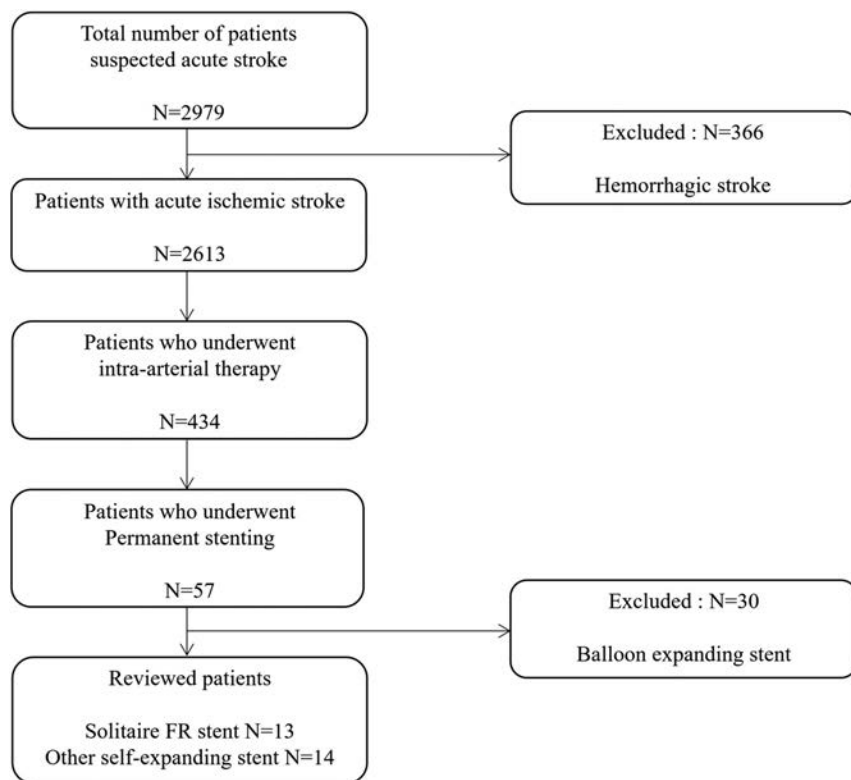 Total number of patients
suspected acute stroke
N=2979
Excluded : N=366
Hemorrhagic stroke
Patients with acute ischemic stroke
N=2613
Patients who underwent
intra-arterial therapy
N=434
Patients who underwent
Permanent stenting
N=57
Excluded : N=30
Balloon expanding stent
Reviewed patients
Solitaire FR stent N=13
Other self-expanding stent N=14